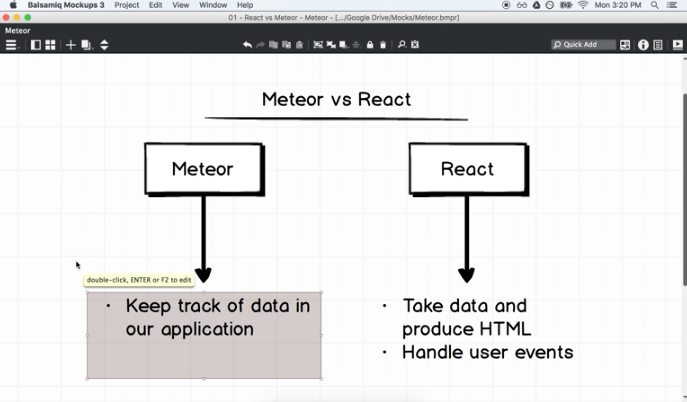 Balsamiq Mockups 3 Project Edit View Window Help Mon 3:20 PM
01 - React vs Meteor - Meteor - [.../Google Drive/Mocks/Meteor.bmpr]
Meteor
Quick Add
Meteor vs React
Meteor React
double-click, ENTER or F2 to edit
• Keep track of data in
our application
• Take data and
produce HTML
• Handle user events